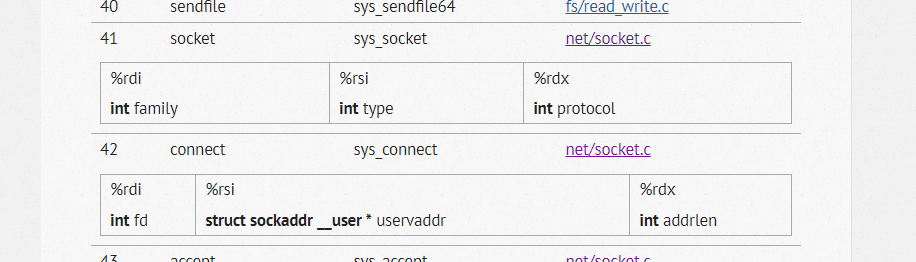 40 sendfile sys_sendfile64 fs/read_write.c
41 socket sys_socket net/socket.c
%rdi %rsi %rdx
int family int type int protocol
42 connect sys_connect net/socket.c
%rdi %rsi %rdx
int fd struct sockaddr __user * uservaddr int addrlen
43 accept sys_accept net/socket.c